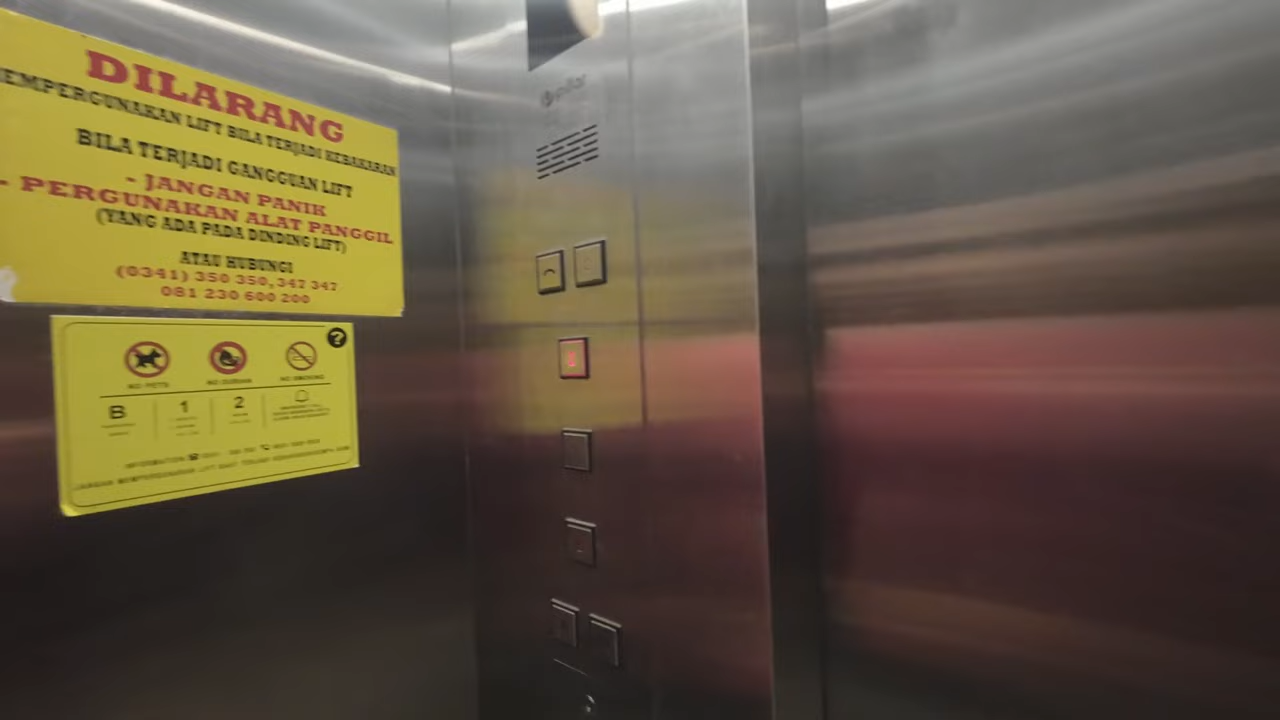 DILARANG
MEMPERGUNAKAN LIFT BILA TERJADI KEBAKARAN
BILA TERJADI GANGGUAN LIFT
- JANGAN PANIK
- PERGUNAKAN ALAT PANGGIL
(YANG ADA PADA DINDING LIFT)
ATAU HUBUNGI
(0341) 350 350, 347 347
081 230 600 200
?
NO PETS NO DURIAN NO SMOKING
B 1 2
INFORMATION
pillar